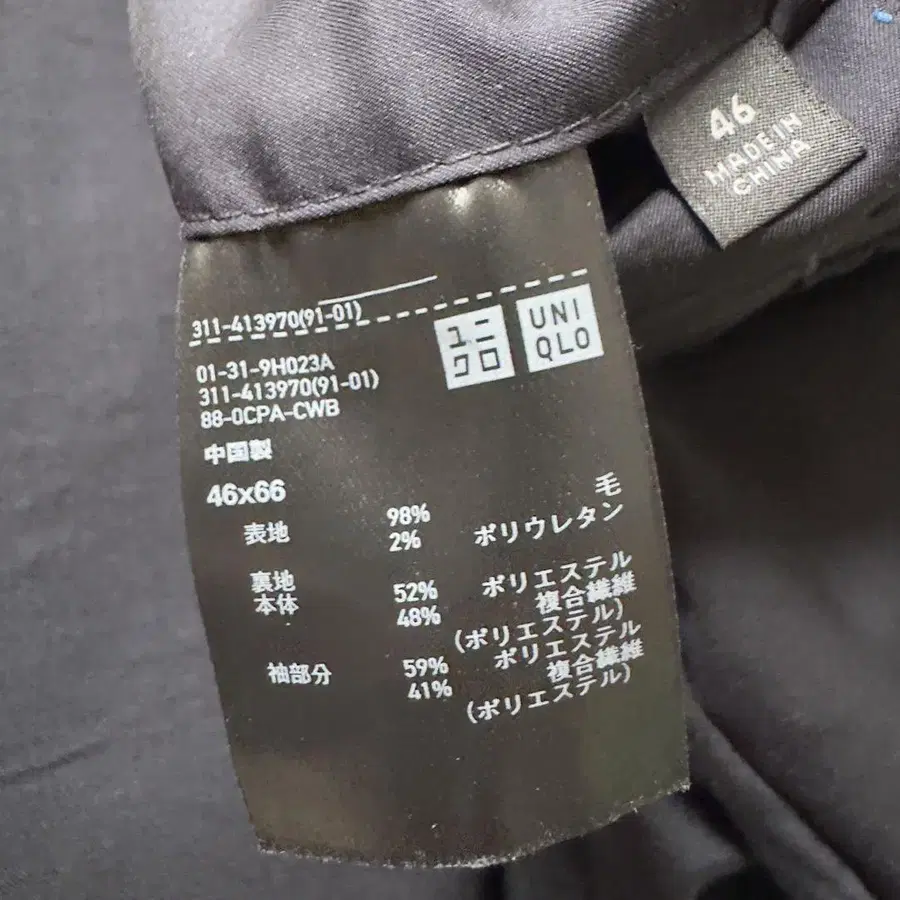 46
MADE IN
CHINA
311-413970(91-01)
ユニ
クロ
UNI
QLO
01-31-9H023A
311-413970(91-01)
88-0CPA-CWB
中国製
46x66
表地 98% 毛
2% ポリウレタン
裏地
本体 52% ポリエステル
48% 複合繊維
(ポリエステル)
袖部分 59% ポリエステル
41% 複合繊維
(ポリエステル)